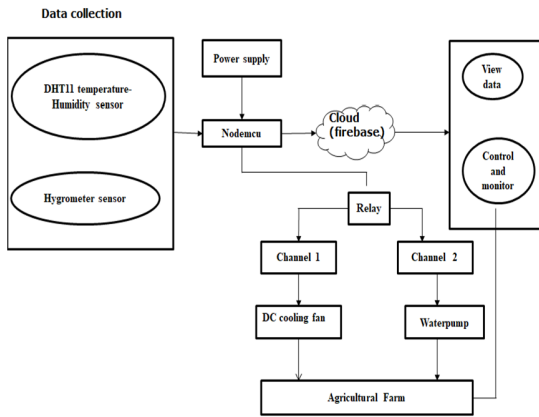 Data collection
DHT11 temperature-
Humidity sensor
Hygrometer sensor
Power supply
Nodemcu
Cloud
(firebase)
View
data
Control
and
monitor
Relay
Channel 1
Channel 2
DC cooling fan
Waterpump
Agricultural Farm